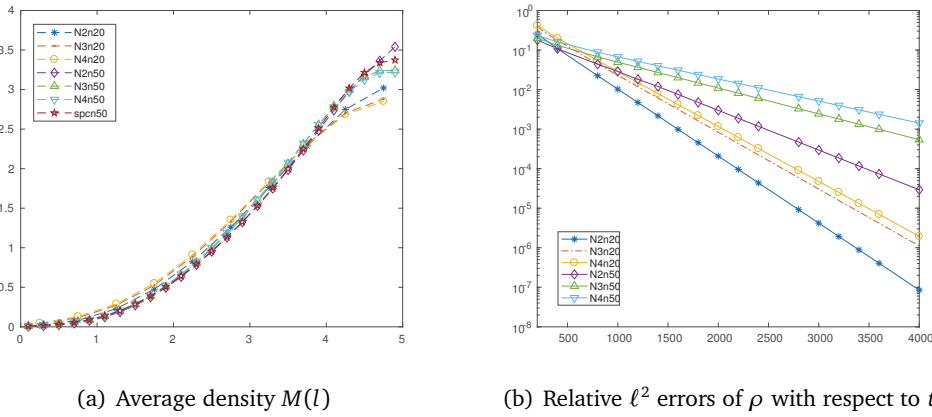 4
3.5
3
2.5
2
1.5
1
0.5
0
0 1 2 3 4 5
N2n20
N3n20
N4n20
N2n50
N3n50
N4n50
spcn50
(a) Average density M(l)
10^0
10^-1
10^-2
10^-3
10^-4
10^-5
10^-6
10^-7
10^-8
500 1000 1500 2000 2500 3000 3500 4000
N2n20
N3n20
N4n20
N2n50
N3n50
N4n50
(b) Relative ℓ^2 errors of ρ with respect to t